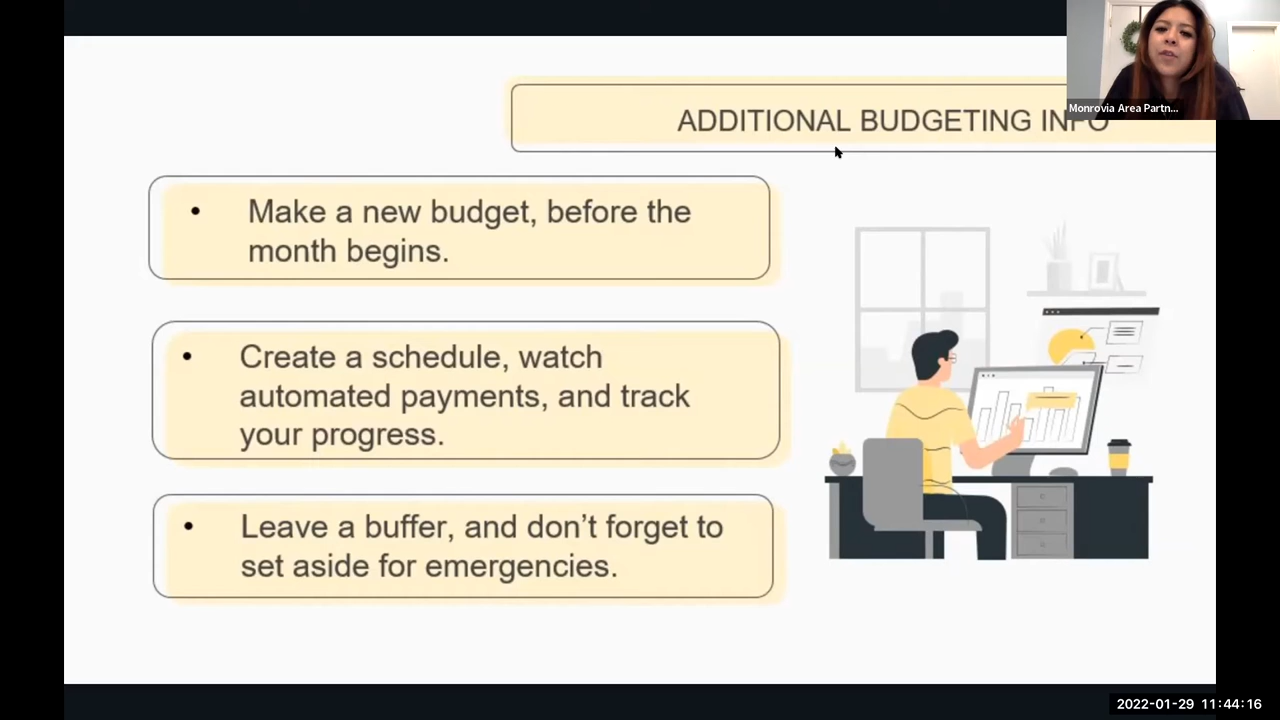 Monrovia Area Partn...
ADDITIONAL BUDGETING INFO
• Make a new budget, before the
month begins.
• Create a schedule, watch
automated payments, and track
your progress.
• Leave a buffer, and don’t forget to
set aside for emergencies.
2022-01-29 11:44:16